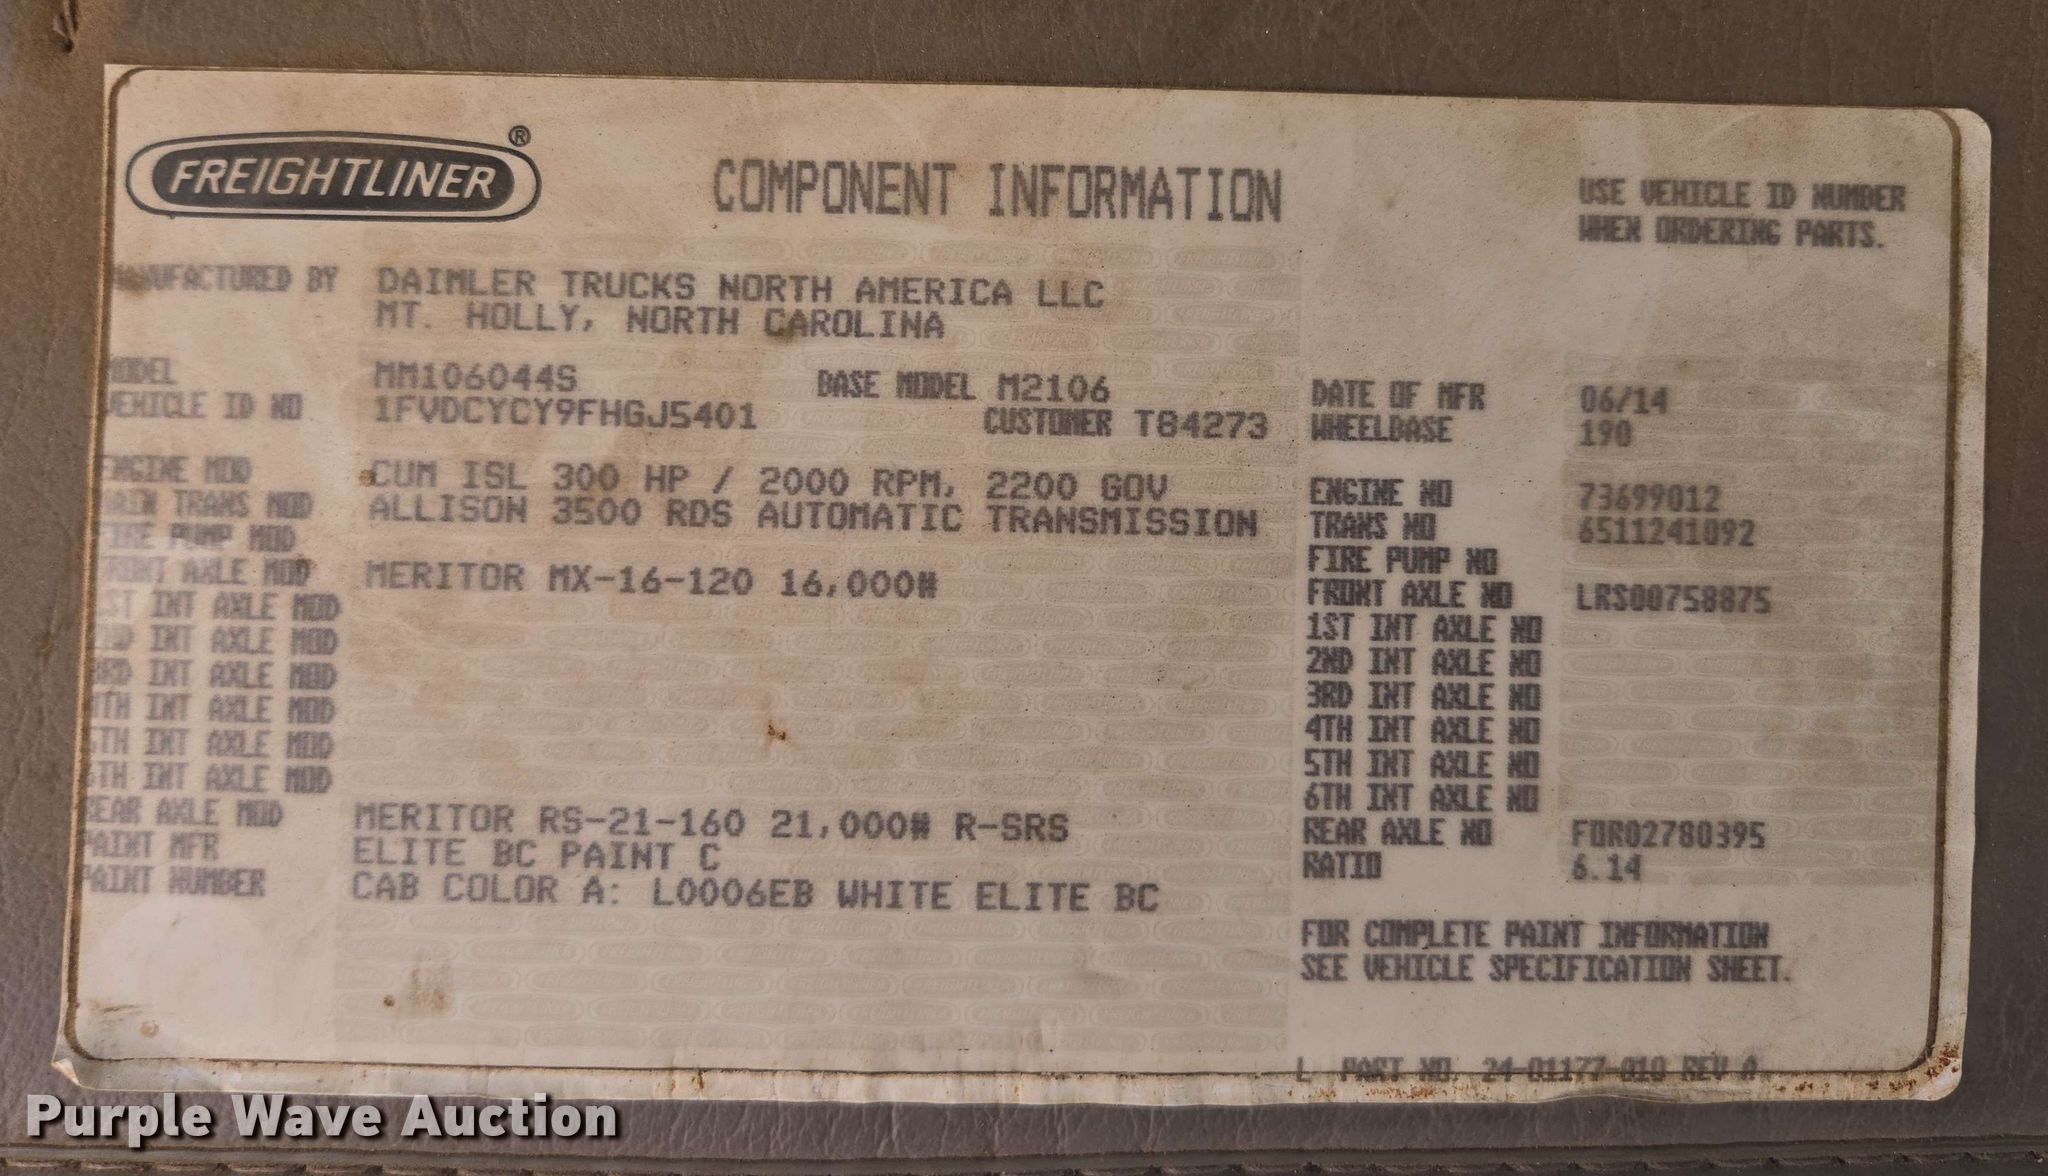 FREIGHTLINER ®
COMPONENT INFORMATION
USE VEHICLE ID NUMBER
WHEN ORDERING PARTS.
MANUFACTURED BY DAIMLER TRUCKS NORTH AMERICA LLC
MT. HOLLY, NORTH CAROLINA
MODEL MM106044S BASE MODEL M2106
VEHICLE ID NO 1FVDCYCY9FHGJ5401 CUSTOMER T84273
ENGINE MOD CUM ISL 300 HP / 2000 RPM, 2200 GOV
MAIN TRANS MOD ALLISON 3500 RDS AUTOMATIC TRANSMISSION
FIRE PUMP MOD
FRONT AXLE MOD MERITOR MX-16-120 16,000#
1ST INT AXLE MOD
2ND INT AXLE MOD
3RD INT AXLE MOD
4TH INT AXLE MOD
5TH INT AXLE MOD
6TH INT AXLE MOD
REAR AXLE MOD MERITOR RS-21-160 21,000# R-SRS
PAINT MFR ELITE BC PAINT C
PAINT NUMBER CAB COLOR A: L0006EB WHITE ELITE BC
DATE OF MFR 06/14
WHEELBASE 190
ENGINE NO 73699012
TRANS NO 6511241092
FIRE PUMP NO
FRONT AXLE NO LRS00758875
1ST INT AXLE NO
2ND INT AXLE NO
3RD INT AXLE NO
4TH INT AXLE NO
5TH INT AXLE NO
6TH INT AXLE NO
REAR AXLE NO FOR02780395
RATIO 6.14
FOR COMPLETE PAINT INFORMATION
SEE VEHICLE SPECIFICATION SHEET.
L PART NO. 24-01177-010 REV A
Purple Wave Auction